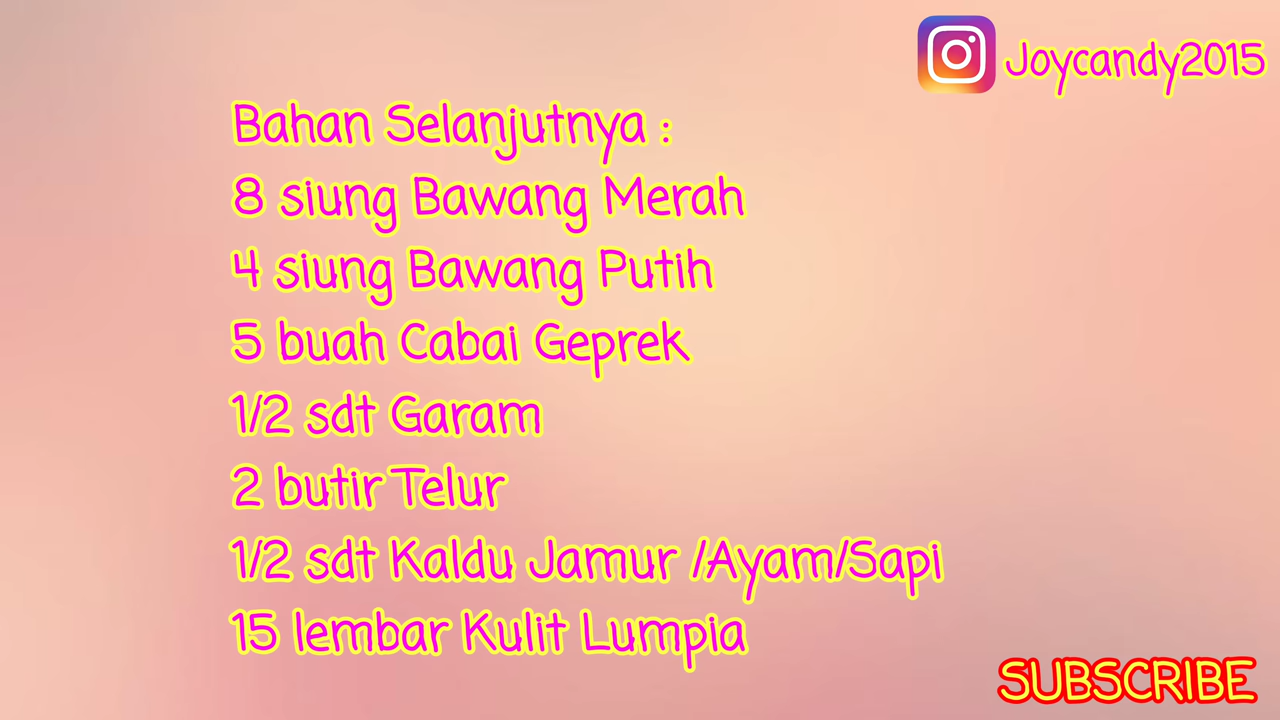 Joycandy2015
Bahan Selanjutnya :
8 siung Bawang Merah
4 siung Bawang Putih
5 buah Cabai Geprek
1/2 sdt Garam
2 butir Telur
1/2 sdt Kaldu Jamur /Ayam/Sapi
15 lembar Kulit Lumpia
SUBSCRIBE